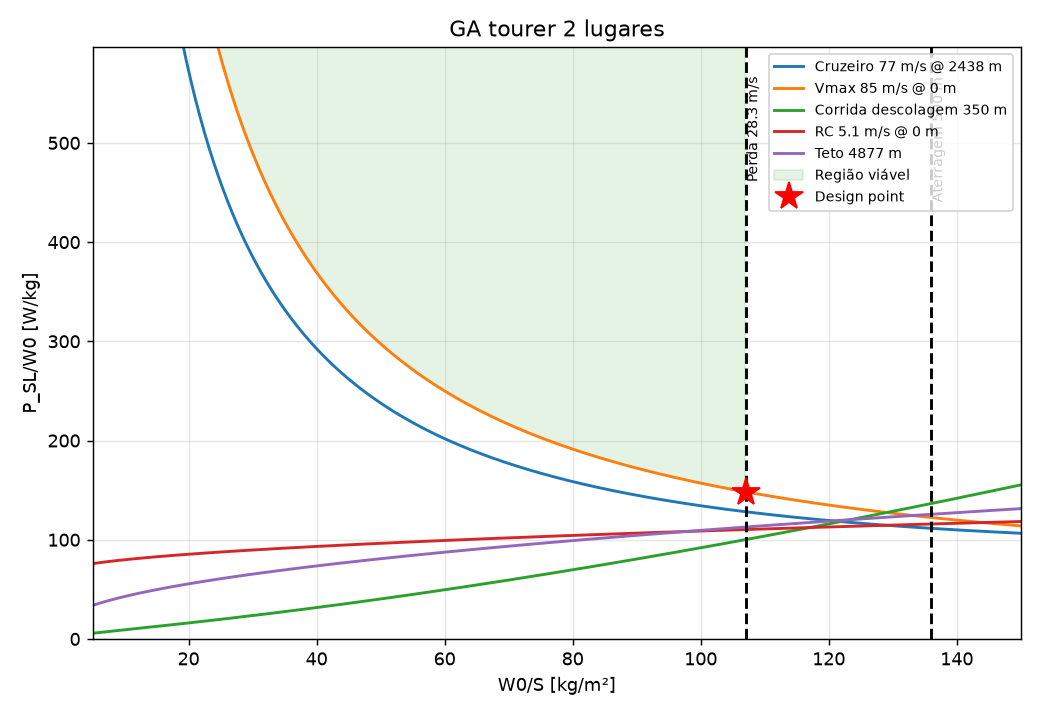 GA tourer 2 lugares
P_SL/W0 [W/kg]
500
400
300
200
100
0
20
40
60
80
100
120
140
W0/S [kg/m²]
Perda 28.3 m/s
Cruzeiro 77 m/s @ 2438 m
Vmax 85 m/s @ 0 m
Corrida descolagem 350 m
RC 5.1 m/s @ 0 m
Teto 4877 m
Região viável
Design point
Aterragem